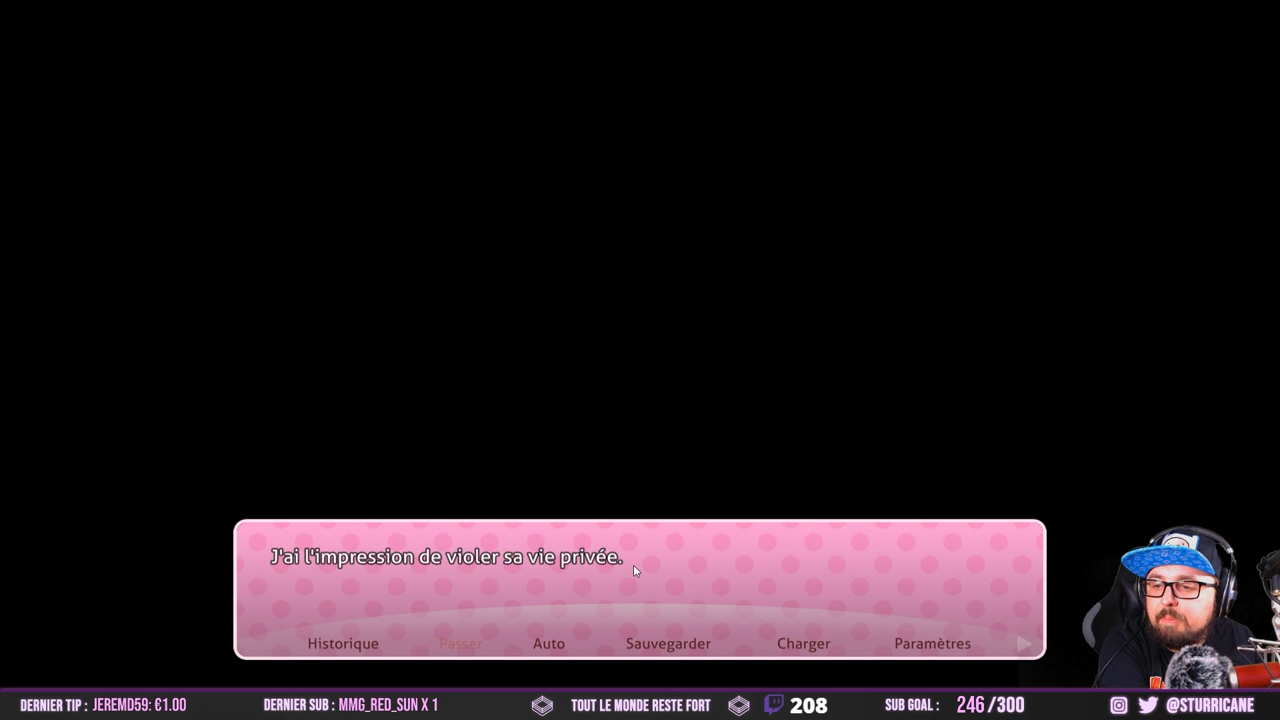 J'ai l'impression de violer sa vie privée.
Historique Passer Auto Sauvegarder Charger Paramètres
DERNIER TIP : JEREMD59: €1.00 DERNIER SUB : MMG_RED_SUN X 1 TOUT LE MONDE RESTE FORT 208 SUB GOAL : 246 /300 @STURRICANE